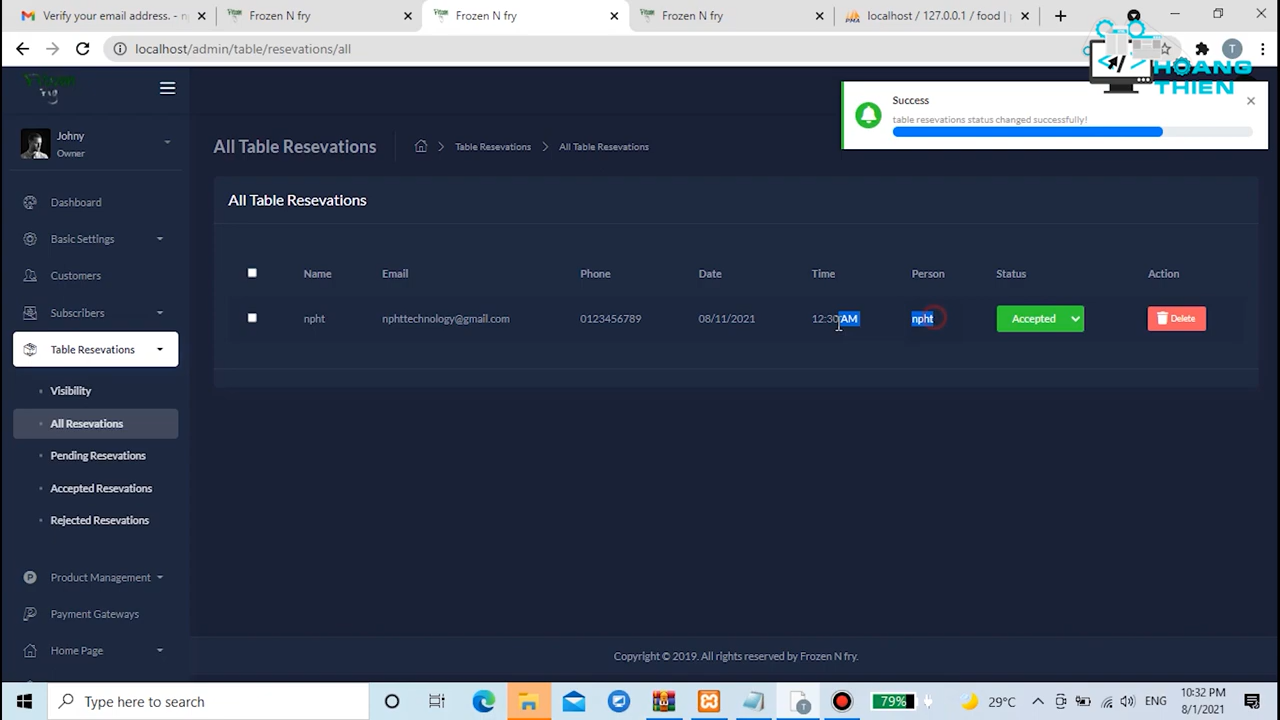 Verify your email address. - n
Frozen N fry
Frozen N fry
Frozen N fry
localhost / 127.0.0.1 / food | p
localhost/admin/table/resevations/all
T
HOANG
THIEN
Johny
Owner
All Table Resevations
Table Resevations
All Table Resevations
Success
table resevations status changed successfully!
Dashboard
Basic Settings
Customers
Subscribers
Table Resevations
Visibility
All Resevations
Pending Resevations
Accepted Resevations
Rejected Resevations
Product Management
Payment Gateways
Home Page
All Table Resevations
Name Email Phone Date Time Person Status Action
npht nphttechnology@gmail.com 0123456789 08/11/2021 12:30 AM npht Accepted Delete
Copyright © 2019. All rights reserved by Frozen N fry.
Type here to search
79%
29°C
ENG
10:32 PM
8/1/2021